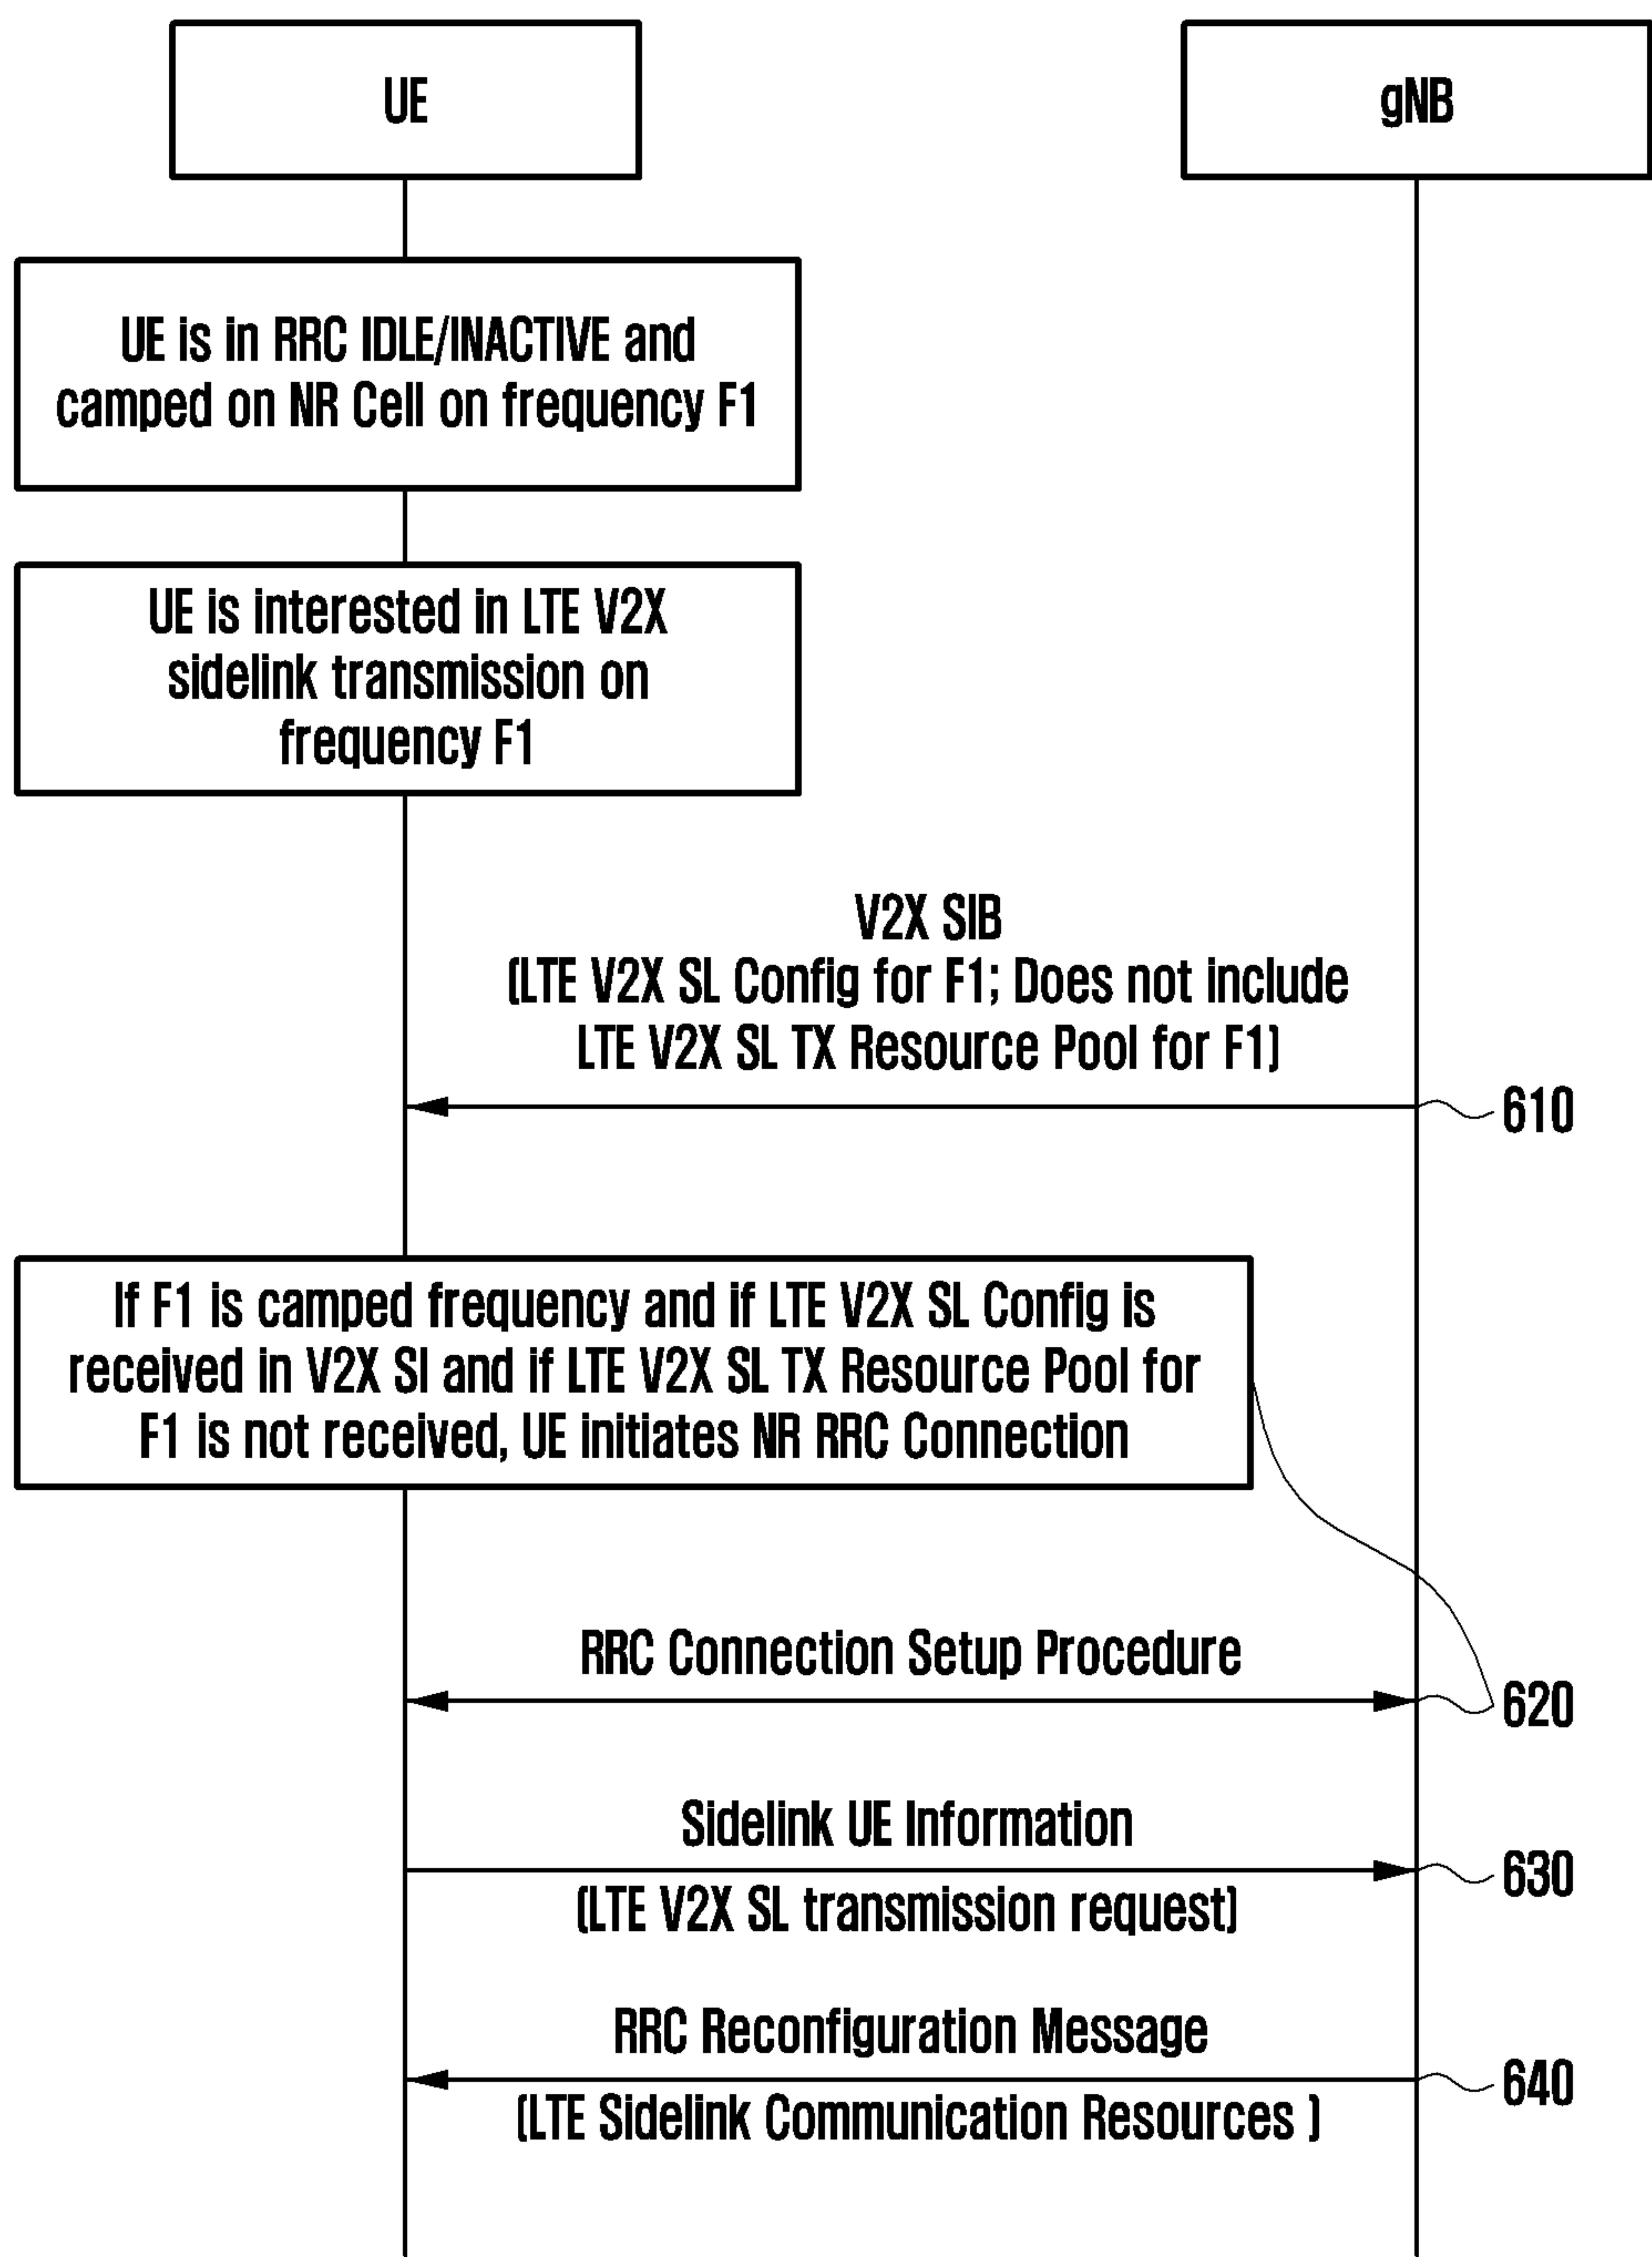 UE
gNB
UE is in RRC IDLE/INACTIVE and
camped on NR Cell on frequency F1
UE is interested in LTE V2X
sidelink transmission on
frequency F1
V2X SIB
(LTE V2X SL Config for F1; Does not include
LTE V2X SL TX Resource Pool for F1)
610
If F1 is camped frequency and if LTE V2X SL Config is
received in V2X SI and if LTE V2X SL TX Resource Pool for
F1 is not received, UE initiates NR RRC Connection
RRC Connection Setup Procedure
620
Sidelink UE Information
630
(LTE V2X SL transmission request)
RRC Reconfiguration Message
640
(LTE Sidelink Communication Resources )